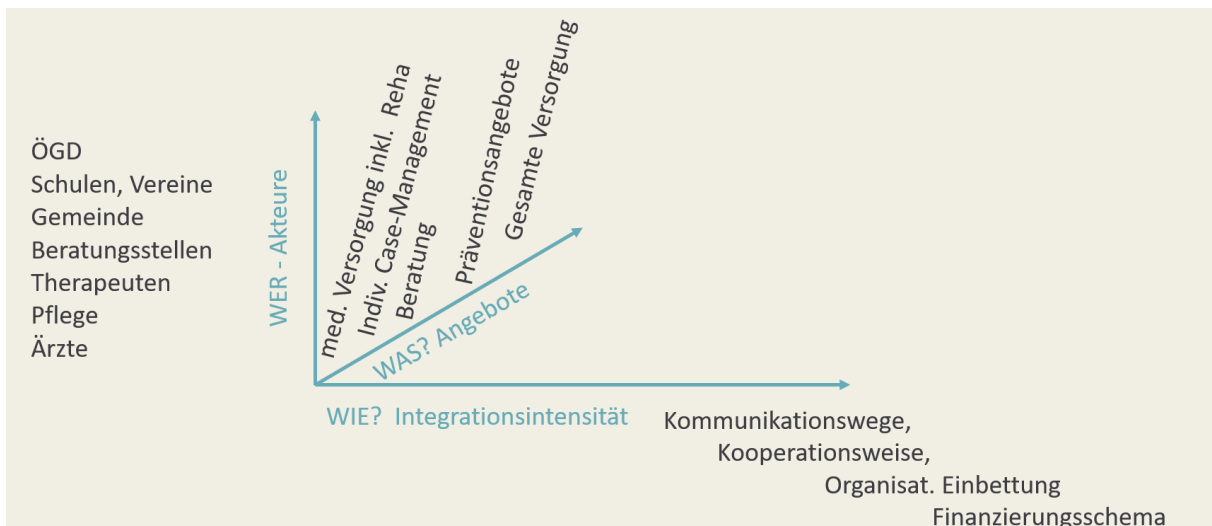 ÖGD
Schulen, Vereine
Gemeinde
Beratungsstellen
Therapeuten
Pflege
Ärzte
WER - Akteure
med. Versorgung inkl. Reha
Indiv. Case-Management
Beratung
Präventionsangebote
Gesamte Versorgung
WAS? Angebote
WIE? Integrationsintensität
Kommunikationswege,
Kooperationsweise,
Organisat. Einbettung
Finanzierungsschema